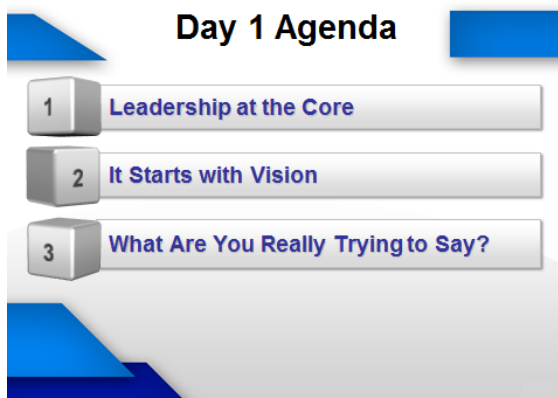 Day 1 Agenda
1 Leadership at the Core
2 It Starts with Vision
3 What Are You Really Trying to Say?